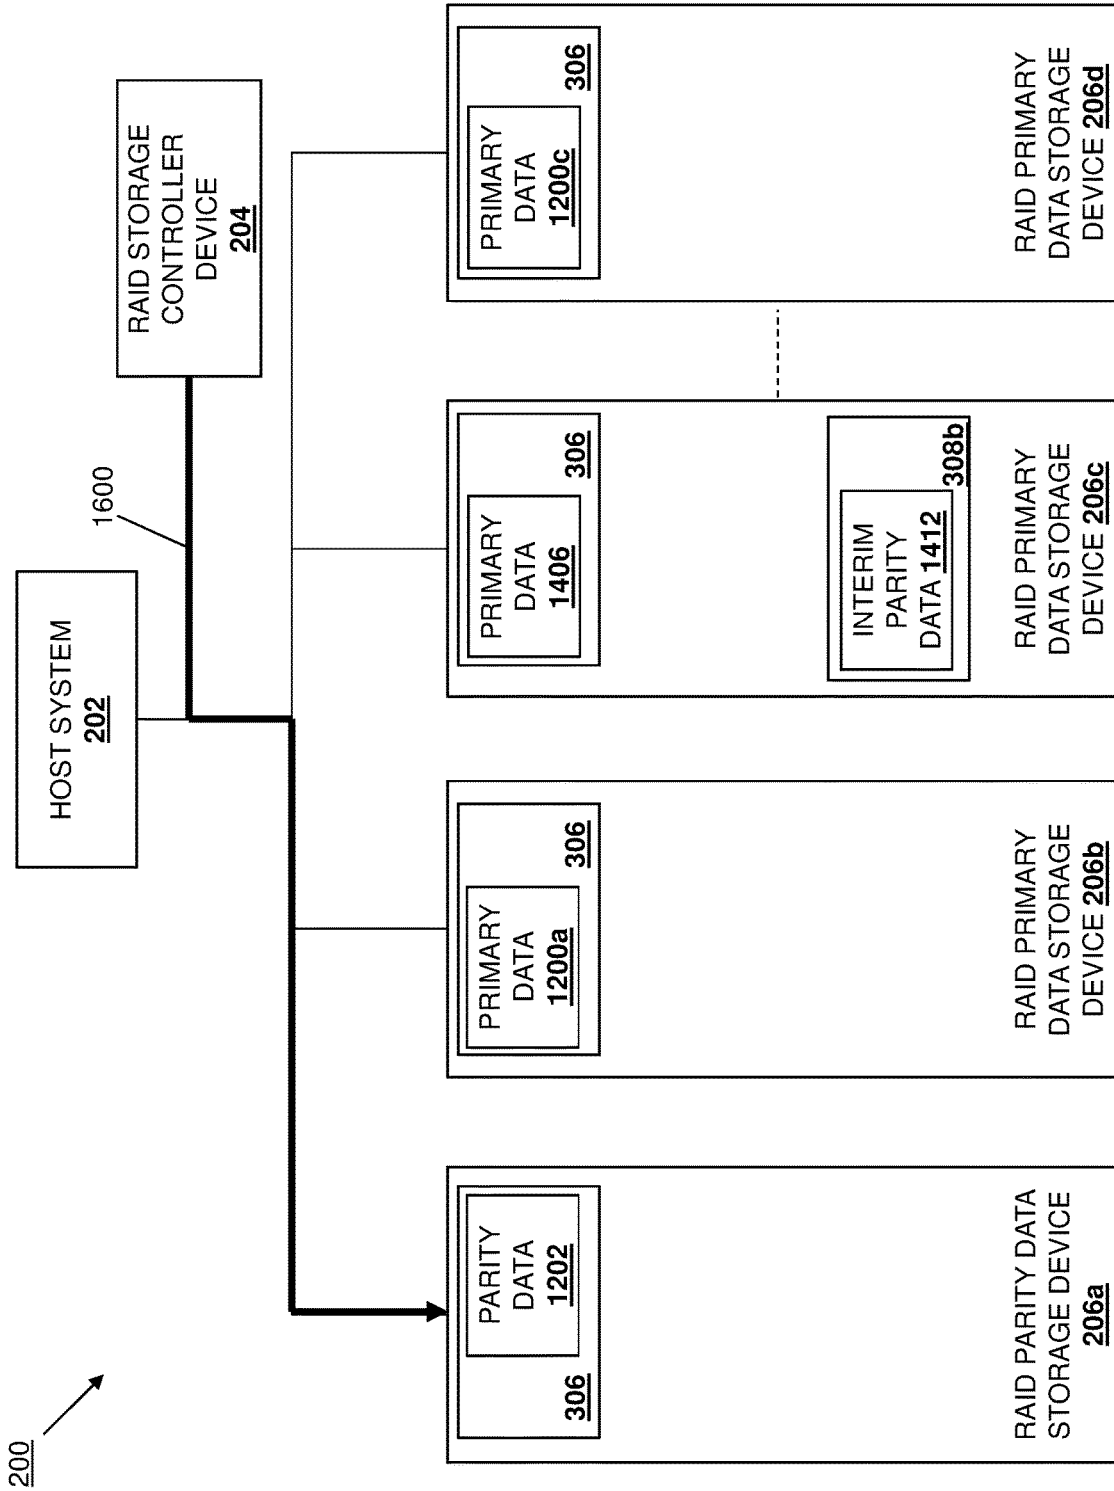 200
HOST SYSTEM
202
1600
RAID STORAGE
CONTROLLER
DEVICE
204
PARITY
DATA
1202
306
RAID PARITY DATA
STORAGE DEVICE
206a
PRIMARY
DATA
1200a
306
RAID PRIMARY
DATA STORAGE
DEVICE 206b
PRIMARY
DATA
1406
306
INTERIM
PARITY
DATA 1412
308b
RAID PRIMARY
DATA STORAGE
DEVICE 206c
PRIMARY
DATA
1200c
306
RAID PRIMARY
DATA STORAGE
DEVICE 206d